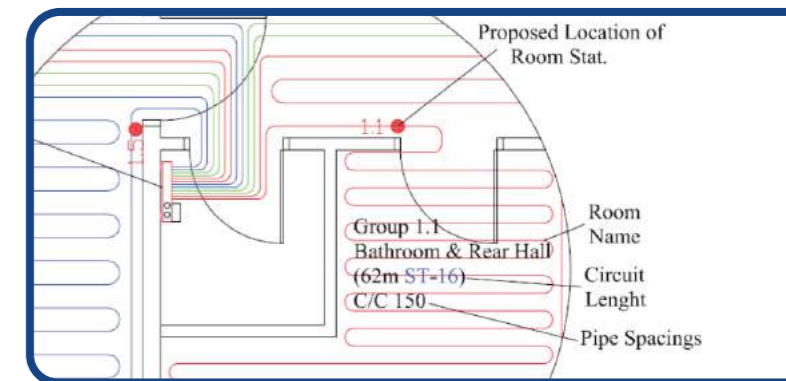 Proposed Location of
Room Stat.
1.1
1.5
Group 1.1
Bathroom & Rear Hall
(62m ST-16)
C/C 150
Room
Name
Circuit
Lenght
Pipe Spacings